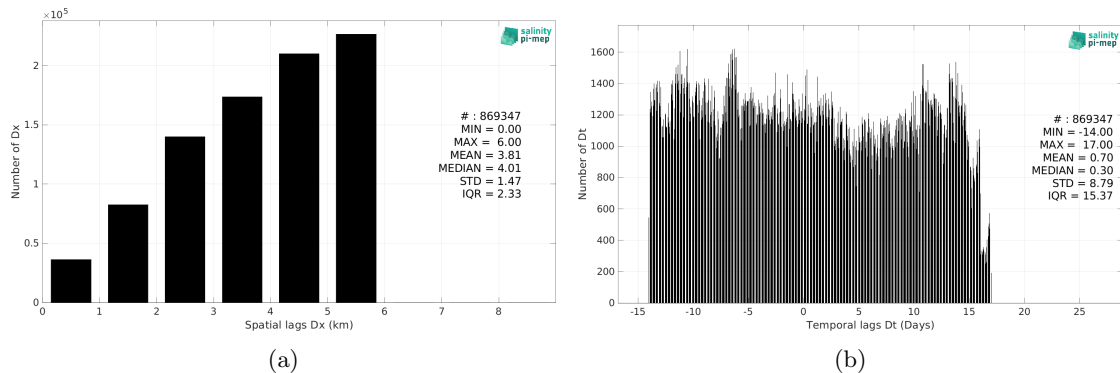 ×10⁵
2
1.5
1
0.5
0
Number of Dx
0 1 2 3 4 5 6 7 8
Spatial lags Dx (km)
salinity
pi-mep
# : 869347
MIN = 0.00
MAX = 6.00
MEAN = 3.81
MEDIAN = 4.01
STD = 1.47
IQR = 2.33
(a)
1600
1400
1200
1000
800
600
400
200
0
Number of Dt
-15 -10 -5 0 5 10 15 20 25
Temporal lags Dt (Days)
salinity
pi-mep
# : 869347
MIN = -14.00
MAX = 17.00
MEAN = 0.70
MEDIAN = 0.30
STD = 8.79
IQR = 15.37
(b)